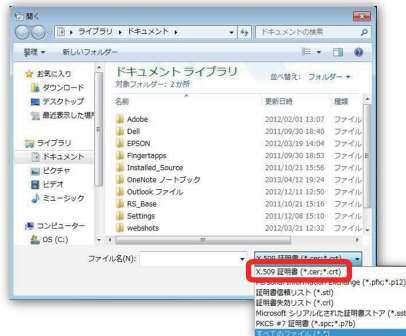 開く
ライブラリ ▸ ドキュメント ▸
ドキュメントの検索
整理 ▾ 新しいフォルダー
お気に入り
ダウンロード
デスクトップ
最近表示した場所
ライブラリ
ドキュメント
ピクチャ
ビデオ
ミュージック
コンピューター
OS (C:)
ドキュメント ライブラリ
対象フォルダー: 2 か所
並べ替え: フォルダー ▾
名前 更新日時 種類
Adobe 2012/02/01 13:07 ファイル
Dell 2011/09/30 18:40 ファイル
EPSON 2012/03/19 14:04 ファイル
Fingertapps 2011/09/30 18:53 ファイル
Installed_Source 2011/10/21 15:56 ファイル
OneNote ノートブック 2013/04/12 19:24 ファイル
Outlook ファイル 2012/12/11 12:50 ファイル
RS_Base 2011/10/21 15:16 ファイル
Settings 2011/12/08 15:10 ファイル
webshots 2012/03/21 12:32 ファイル
ファイル名(N):
X.509 証明書 (*.cer;*.crt)
X.509 証明書 (*.cer;*.crt)
Personal Information Exchange (*.pfx;*.p12)
証明書信頼リスト (*.stl)
証明書失効リスト (*.crl)
Microsoft シリアル化された証明書ストア (*.sst
PKCS #7 証明書 (*.spc;*.p7b)
すべてのファイル (*.*)